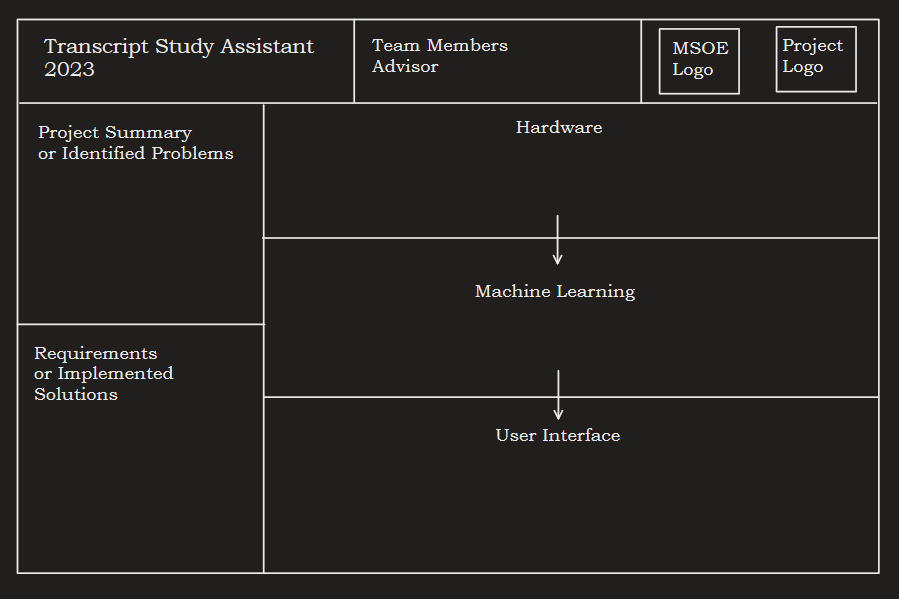 Transcript Study Assistant
2023
Team Members
Advisor
MSOE
Logo
Project
Logo
Project Summary
or Identified Problems
Hardware
Machine Learning
Requirements
or Implemented
Solutions
User Interface